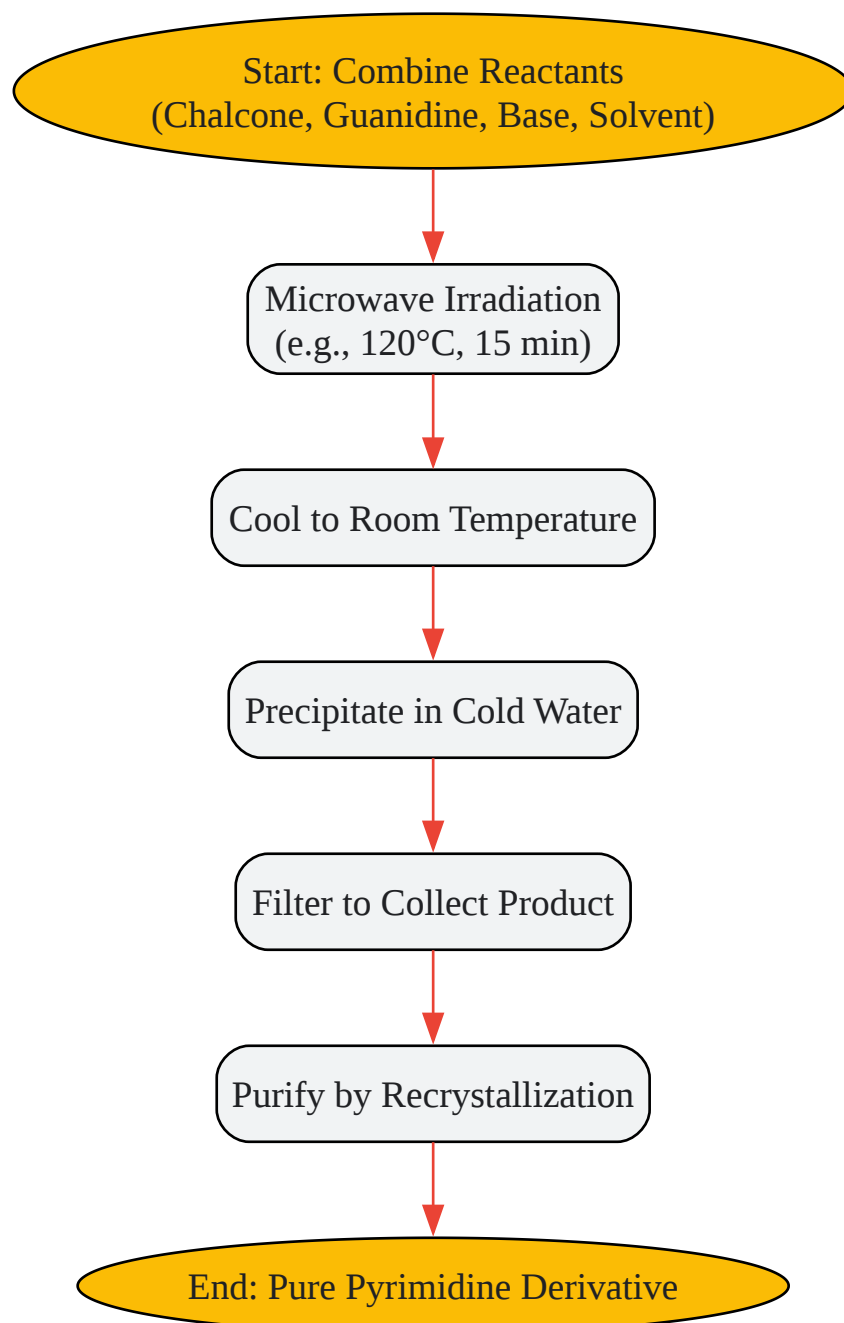 Start: Combine Reactants
(Chalcone, Guanidine, Base, Solvent)
Microwave Irradiation
(e.g., 120°C, 15 min)
Cool to Room Temperature
Precipitate in Cold Water
Filter to Collect Product
Purify by Recrystallization
End: Pure Pyrimidine Derivative